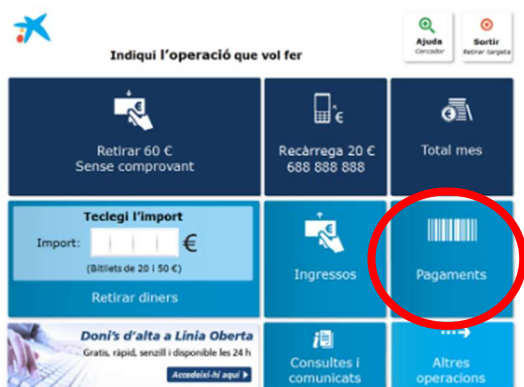 Indiqui l'operació que vol fer
Ajuda
Cercador
Sortir
Retirar targeta
Retirar 60 €
Sense comprovant
€
Recàrrega 20 €
688 888 888
Total mes
Teclegi l'import
Import:
€
(Bitllets de 20 i 50 €)
Retirar diners
Ingressos
Pagaments
Doni's d'alta a Línia Oberta
Gratis, ràpid, senzill i disponible les 24 h
Accedeixi-hi aquí
Consultes i
comunicats
Altres
operacions